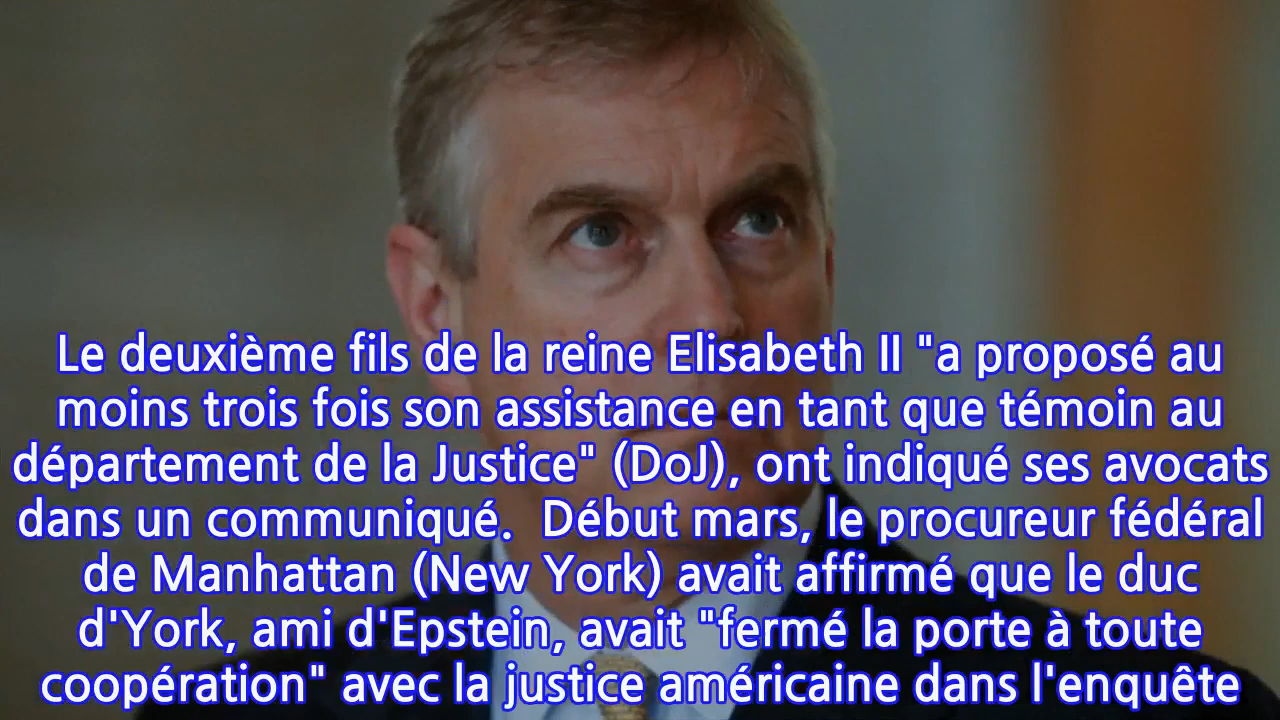 Le deuxième fils de la reine Elisabeth II "a proposé au
moins trois fois son assistance en tant que témoin au
département de la Justice" (DoJ), ont indiqué ses avocats
dans un communiqué.  Début mars, le procureur fédéral
de Manhattan (New York) avait affirmé que le duc
d'York, ami d'Epstein, avait "fermé la porte à toute
coopération" avec la justice américaine dans l'enquête